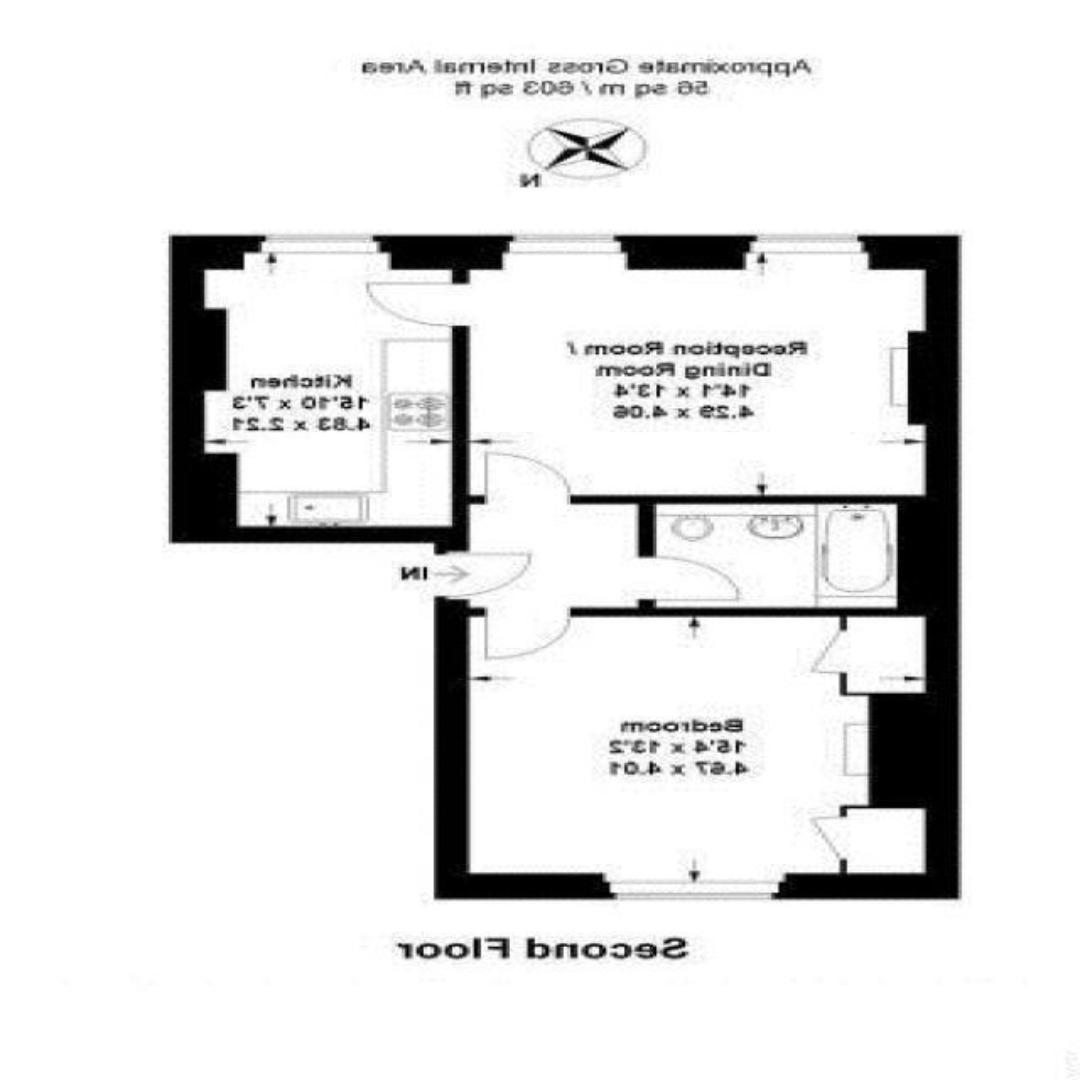 Approximate Gross Internal Area
56 sq m / 603 sq ft
N
Reception Room /
Dining Room
14'1 x 13'4
4.29 x 4.06
Kitchen
15'10 x 7'3
4.83 x 2.21
IN
Bedroom
15'4 x 13'2
4.67 x 4.01
Second Floor